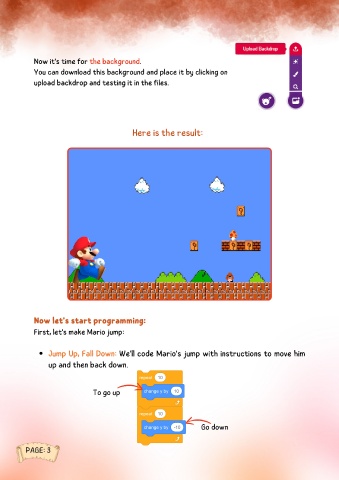 Upload Backdrop
Now it's time for the background.
You can download this background and place it by clicking on
upload backdrop and testing it in the files.
Here is the result:
?
? ? ?
Now let's start programming:
First, let's make Mario jump:
• Jump Up, Fall Down: We'll code Mario's jump with instructions to move him
up and then back down.
repeat 10
To go up
change y by 10
repeat 10
change y by -10
Go down
PAGE: 3